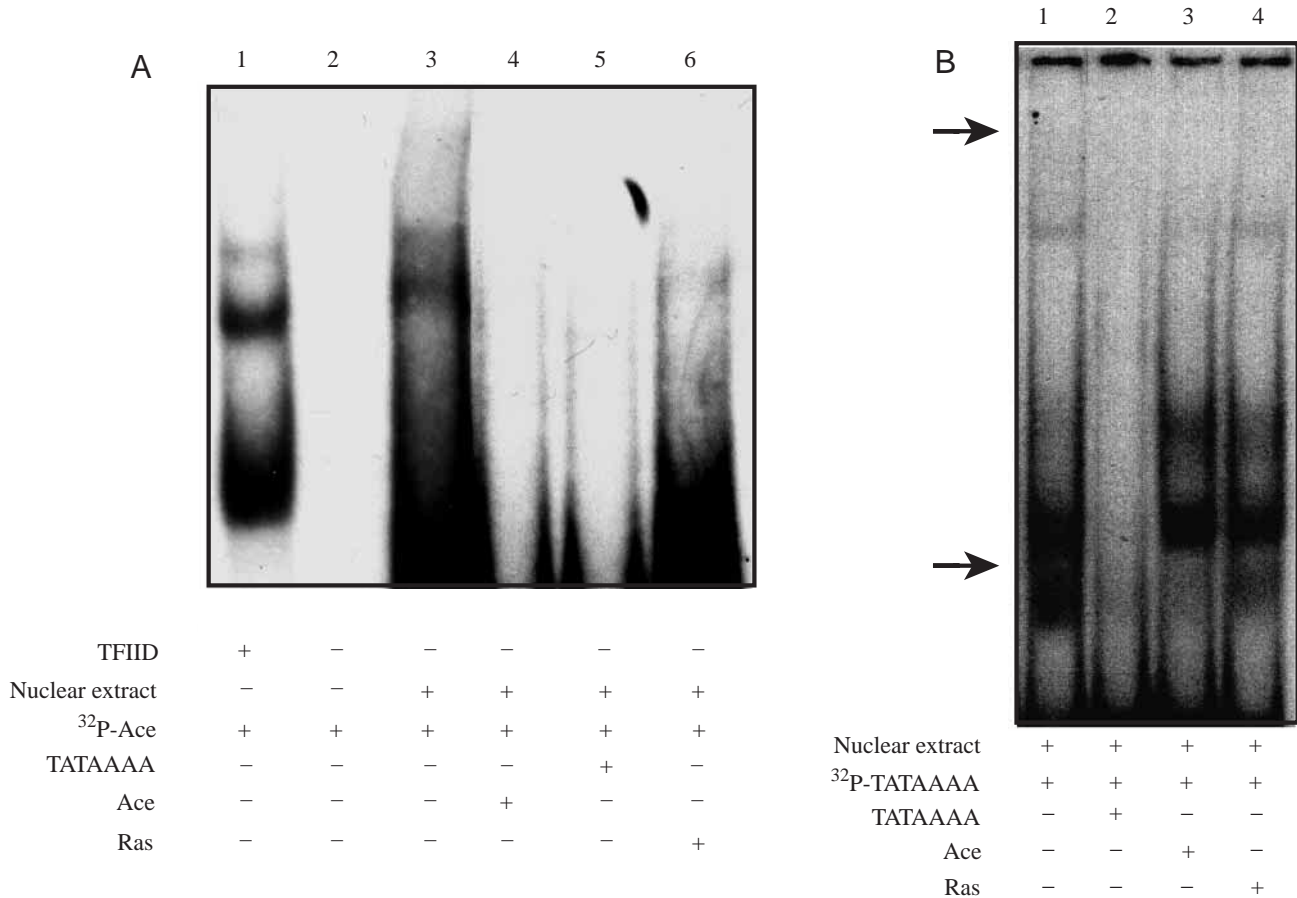 A
1 2 3 4 5 6
TFIID + − − − − −
Nuclear extract − − + + + +
³²P-Ace + + + + + +
TATAAAA − − − − + −
Ace − − − + − −
Ras − − − − − +
B
1 2 3 4
Nuclear extract + + + +
³²P-TATAAAA + + + +
TATAAAA − + − −
Ace − − + −
Ras − − − +